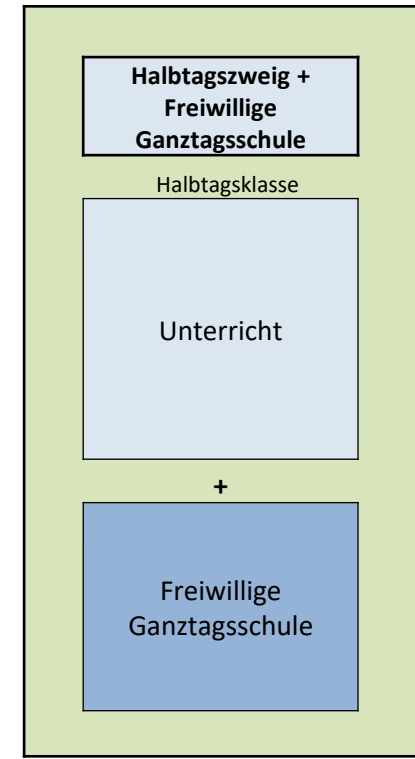 Halbtagszweig +
Freiwillige
Ganztagsschule
Halbtagsklasse
Unterricht
+
Freiwillige
Ganztagsschule